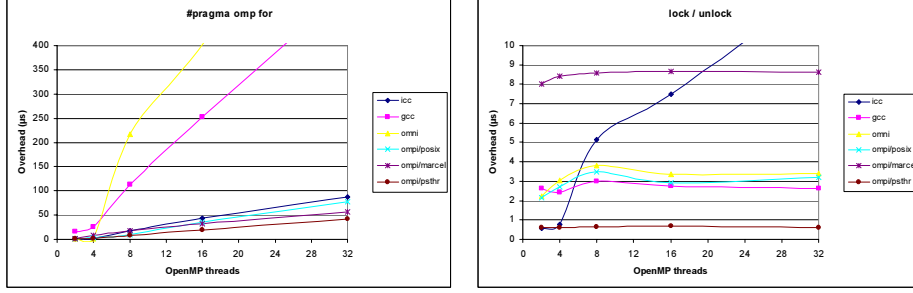 #pragma omp for
400
350
300
250
200
150
100
50
0
Overhead (µs)
0 4 8 12 16 20 24 28 32
OpenMP threads
icc
gcc
omni
ompi/posix
ompi/marcel
ompi/psthr
lock / unlock
10
9
8
7
6
5
4
3
2
1
0
Overhead (µs)
0 4 8 12 16 20 24 28 32
OpenMP threads
icc
gcc
omni
ompi/posix
ompi/marcel
ompi/psthr